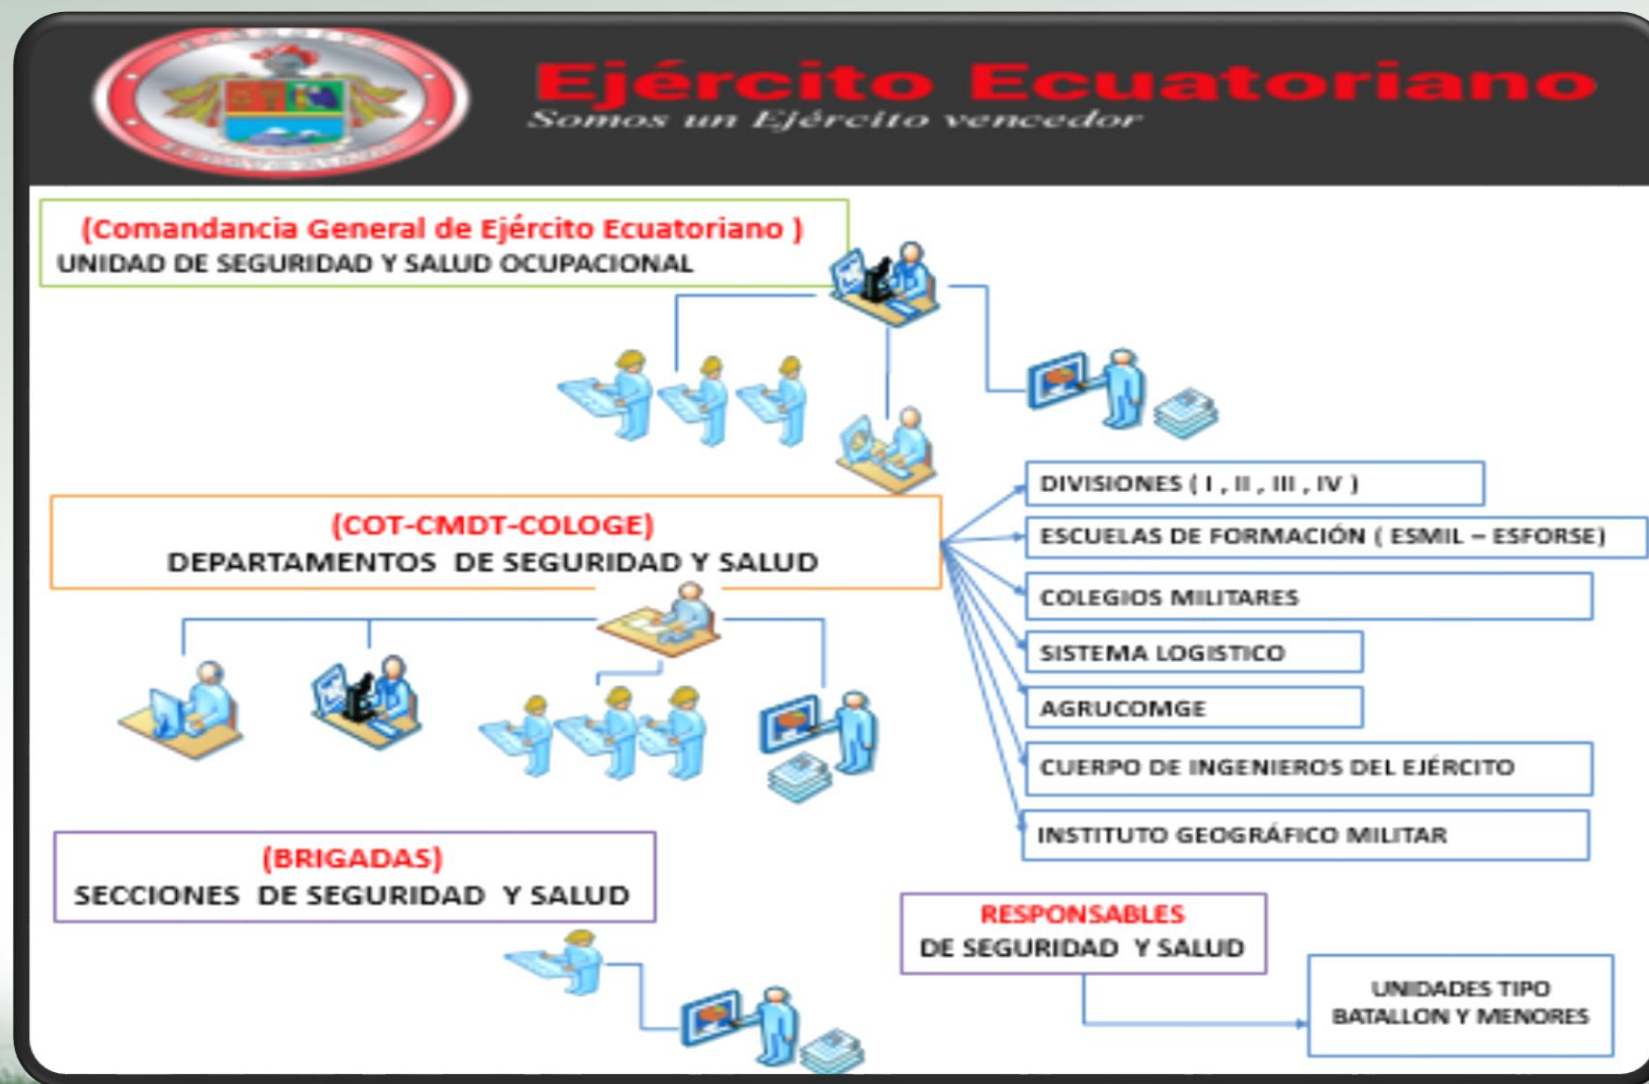 Ejército Ecuatoriano
Somos un Ejército vencedor
(Comandancia General de Ejército Ecuatoriano )
UNIDAD DE SEGURIDAD Y SALUD OCUPACIONAL
(COT-CMDT-COLOGE)
DEPARTAMENTOS DE SEGURIDAD Y SALUD
DIVISIONES ( I , II , III , IV )
ESCUELAS DE FORMACIÓN ( ESMIL – ESFORSE)
COLEGIOS MILITARES
SISTEMA LOGISTICO
AGRUCOMGE
CUERPO DE INGENIEROS DEL EJÉRCITO
INSTITUTO GEOGRÁFICO MILITAR
(BRIGADAS)
SECCIONES DE SEGURIDAD Y SALUD
RESPONSABLES
DE SEGURIDAD Y SALUD
UNIDADES TIPO
BATALLON Y MENORES